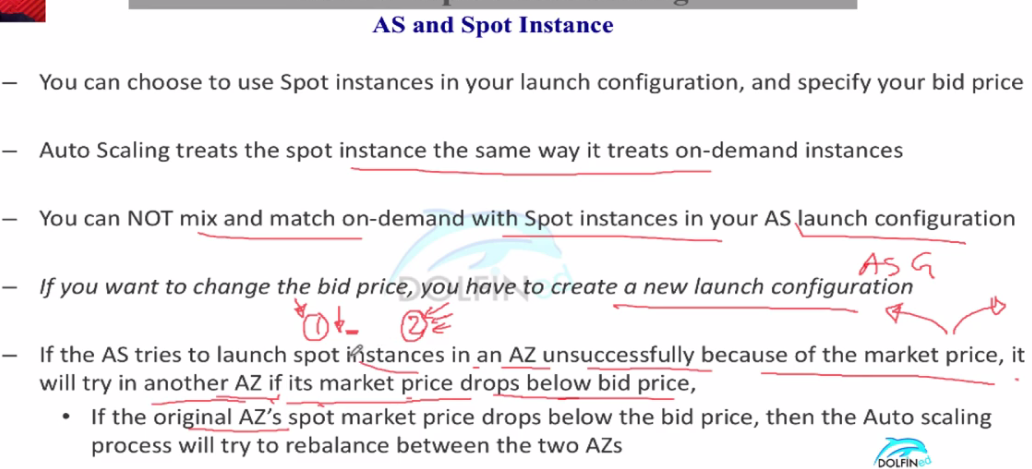 AS and Spot Instance
– You can choose to use Spot instances in your launch configuration, and specify your bid price
– Auto Scaling treats the spot instance the same way it treats on-demand instances
– You can NOT mix and match on-demand with Spot instances in your AS launch configuration
ASG
– If you want to change the bid price, you have to create a new launch configuration
DOLFINed
1 2
– If the AS tries to launch spot instances in an AZ unsuccessfully because of the market price, it
will try in another AZ if its market price drops below bid price,
• If the original AZ's spot market price drops below the bid price, then the Auto scaling
process will try to rebalance between the two AZs
DOLFINed